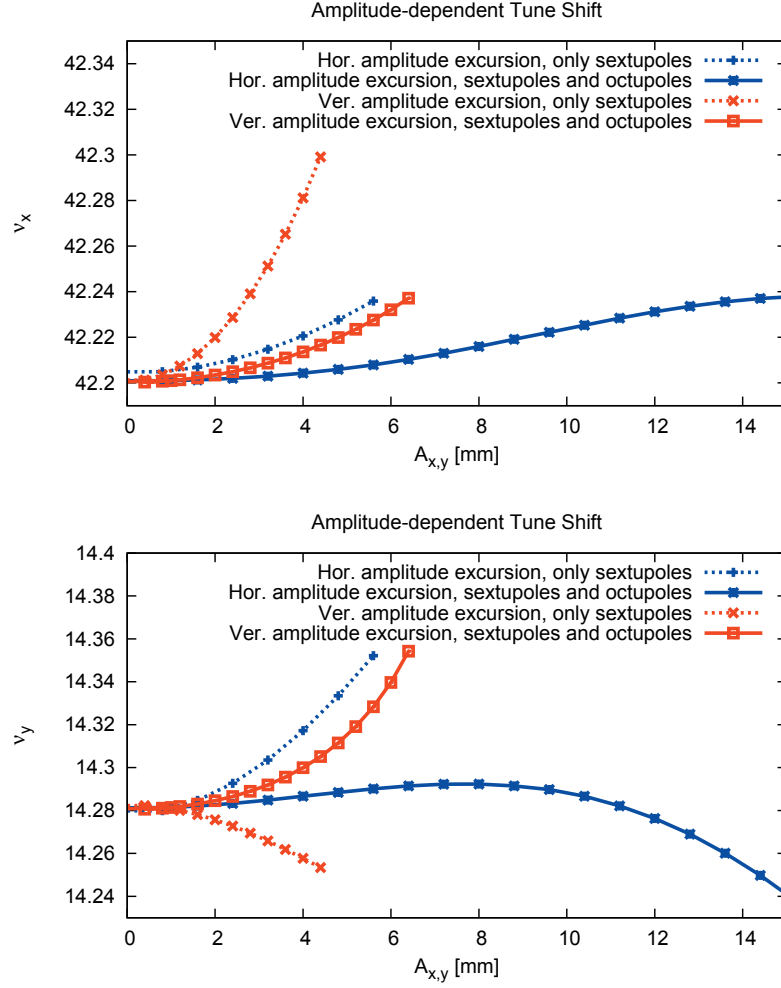 Amplitude-dependent Tune Shift
Hor. amplitude excursion, only sextupoles
Hor. amplitude excursion, sextupoles and octupoles
Ver. amplitude excursion, only sextupoles
Ver. amplitude excursion, sextupoles and octupoles
42.34
42.32
42.3
42.28
42.26
42.24
42.22
42.2
ν_x
0 2 4 6 8 10 12 14
A_{x,y} [mm]
Amplitude-dependent Tune Shift
Hor. amplitude excursion, only sextupoles
Hor. amplitude excursion, sextupoles and octupoles
Ver. amplitude excursion, only sextupoles
Ver. amplitude excursion, sextupoles and octupoles
14.4
14.38
14.36
14.34
14.32
14.3
14.28
14.26
14.24
ν_y
0 2 4 6 8 10 12 14
A_{x,y} [mm]